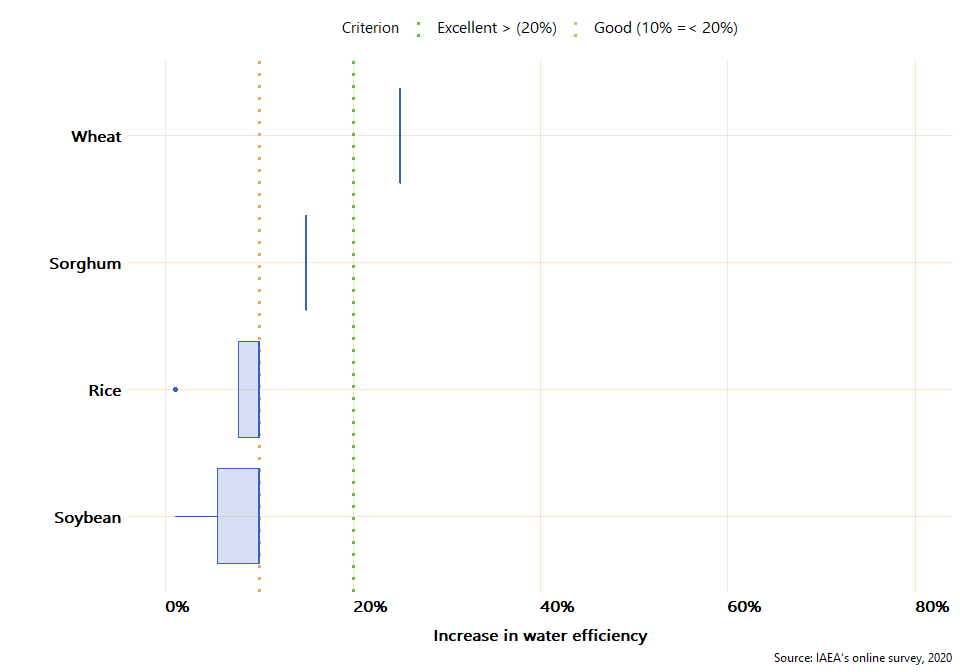 Criterion Excellent > (20%) Good (10% =< 20%)
Wheat
Sorghum
Rice
Soybean
0% 20% 40% 60% 80%
Increase in water efficiency
Source: IAEA's online survey, 2020